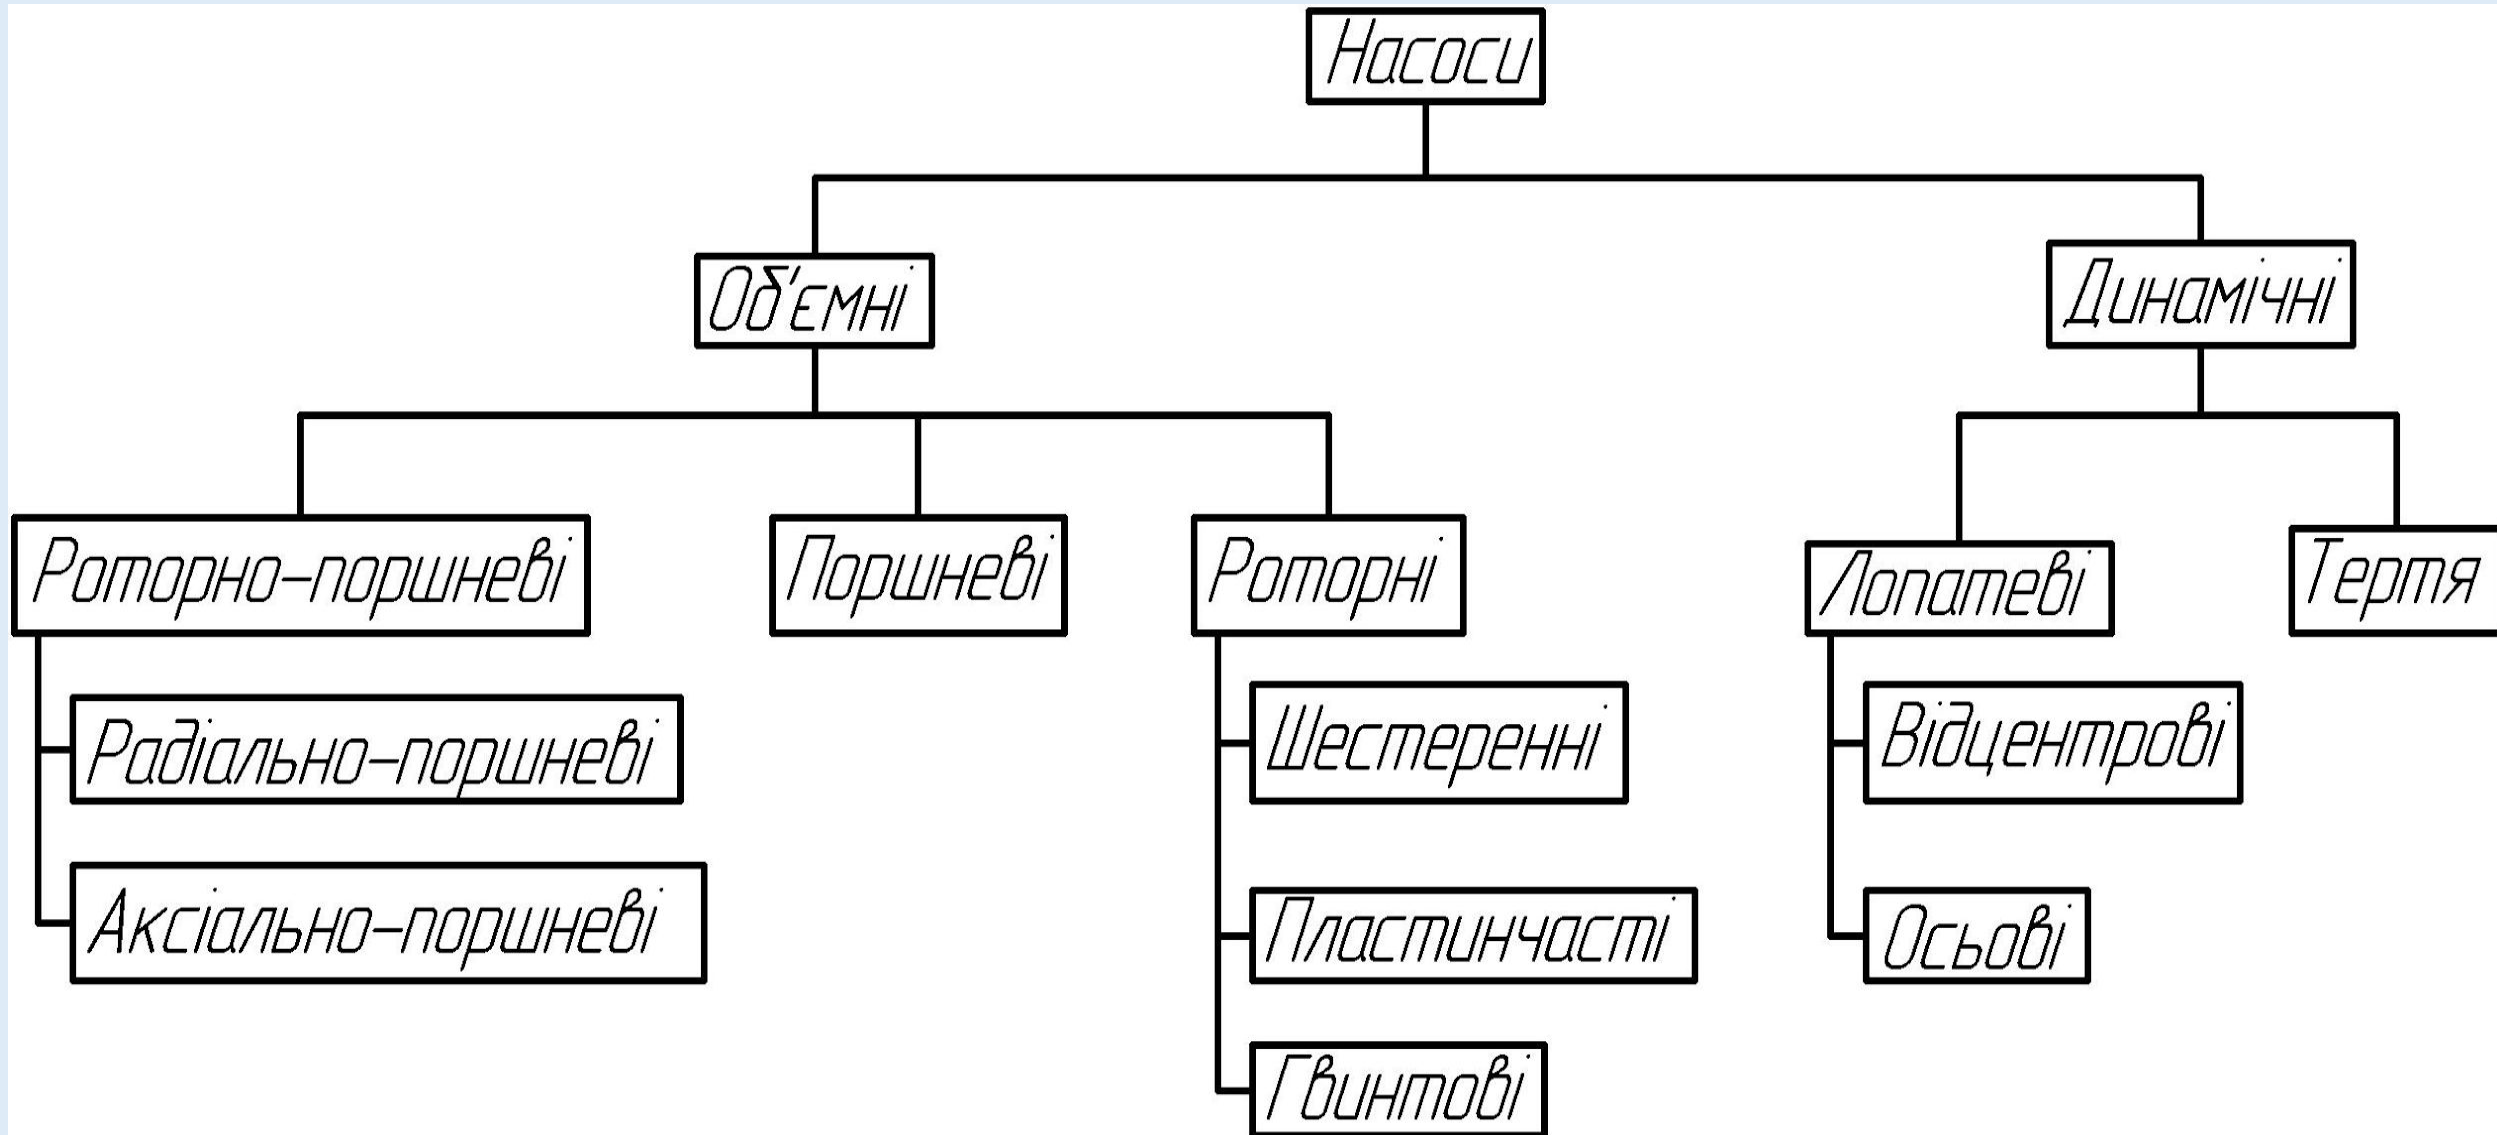 Насоси
Об'ємні
Динамічні
Роторно-поршневі
Поршневі
Роторні
Лопатеві
Тертя
Радіально-поршневі
Шестеренні
Відцентрові
Аксіально-поршневі
Пластинчасті
Осьові
Гвинтові